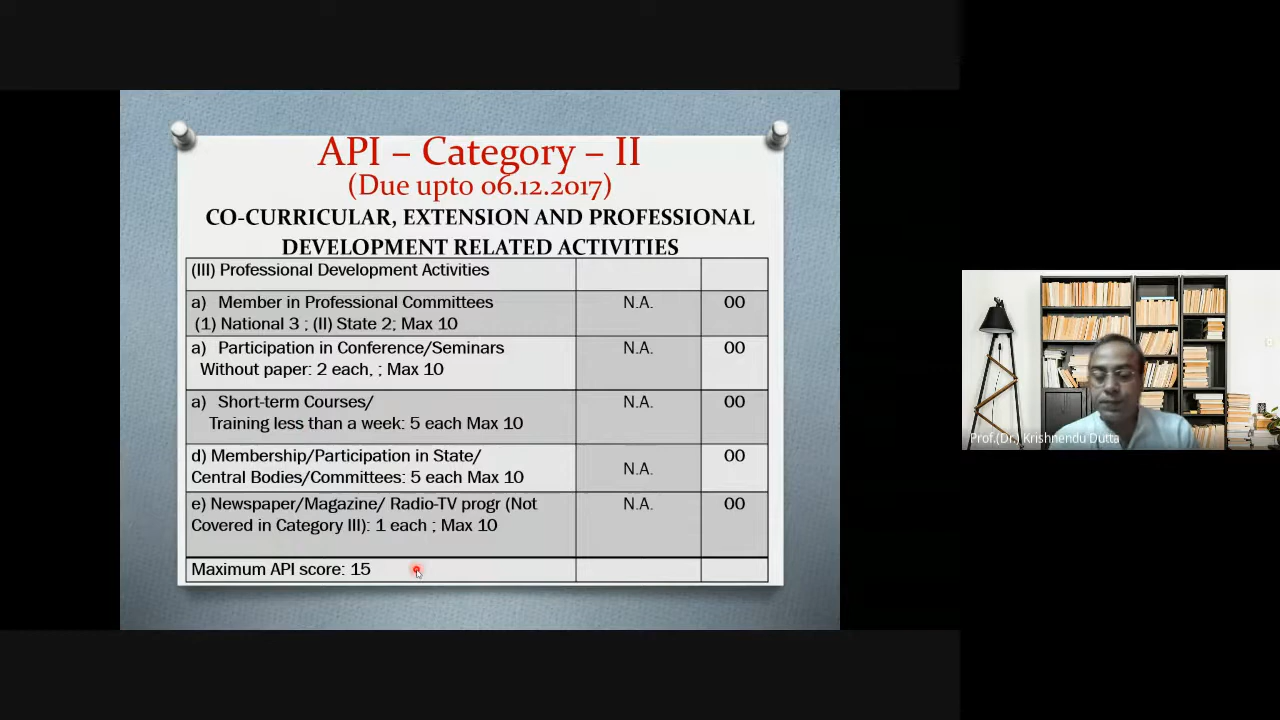 API – Category – II
(Due upto 06.12.2017)
CO-CURRICULAR, EXTENSION AND PROFESSIONAL
DEVELOPMENT RELATED ACTIVITIES
(III) Professional Development Activities
a) Member in Professional Committees N.A. 00
(1) National 3 ; (II) State 2; Max 10
a) Participation in Conference/Seminars N.A. 00
Without paper: 2 each, ; Max 10
a) Short-term Courses/ N.A. 00
Training less than a week: 5 each Max 10
d) Membership/Participation in State/ 00
Central Bodies/Committees: 5 each Max 10 N.A.
e) Newspaper/Magazine/ Radio-TV progr (Not N.A. 00
Covered in Category III): 1 each ; Max 10
Maximum API score: 15
Prof.(Dr.) Krishnendu Dutta